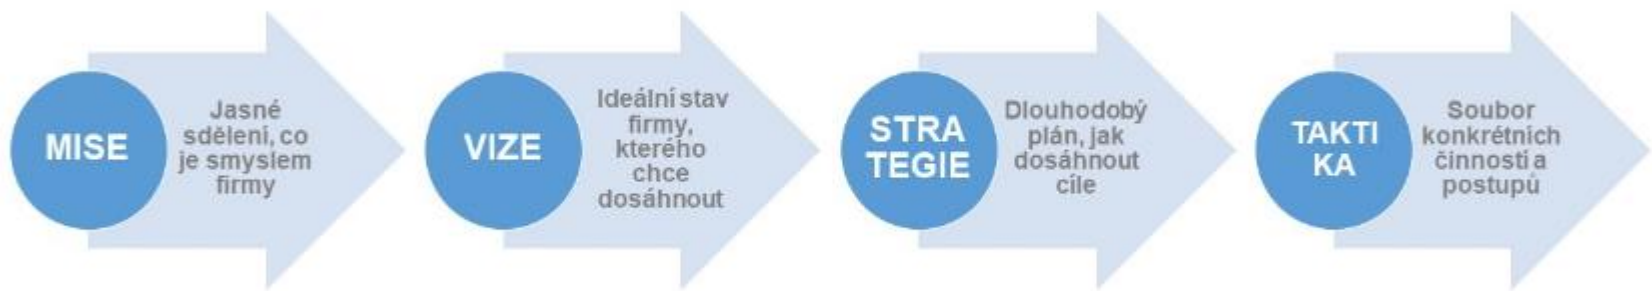 MISE
Jasné
sdělení, co
je smyslem
firmy
VIZE
Ideální stav
firmy,
kterého
chce
dosáhnout
STRA
TEGIE
Dlouhodobý
plán, jak
dosáhnout
cíle
TAKTI
KA
Soubor
konkrétních
činností a
postupů